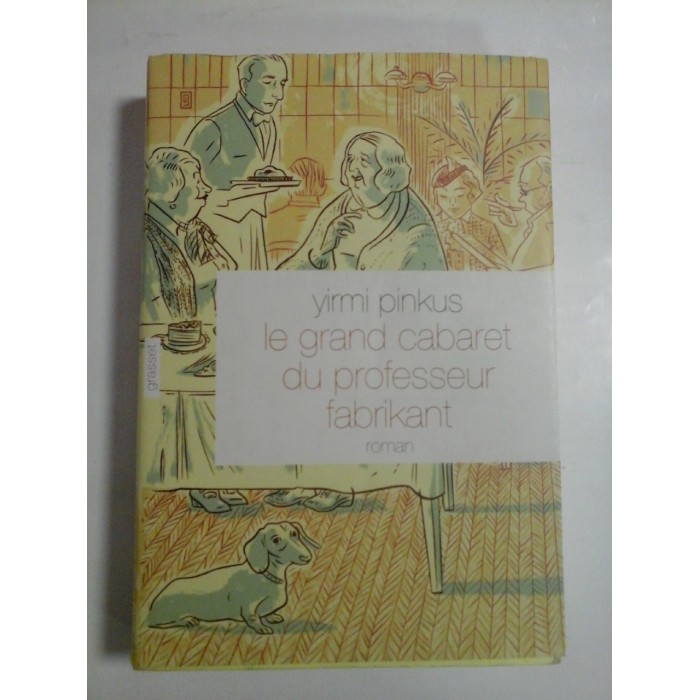 yirmi pinkus
le grand cabaret
du professeur
fabrikant
roman
grasset